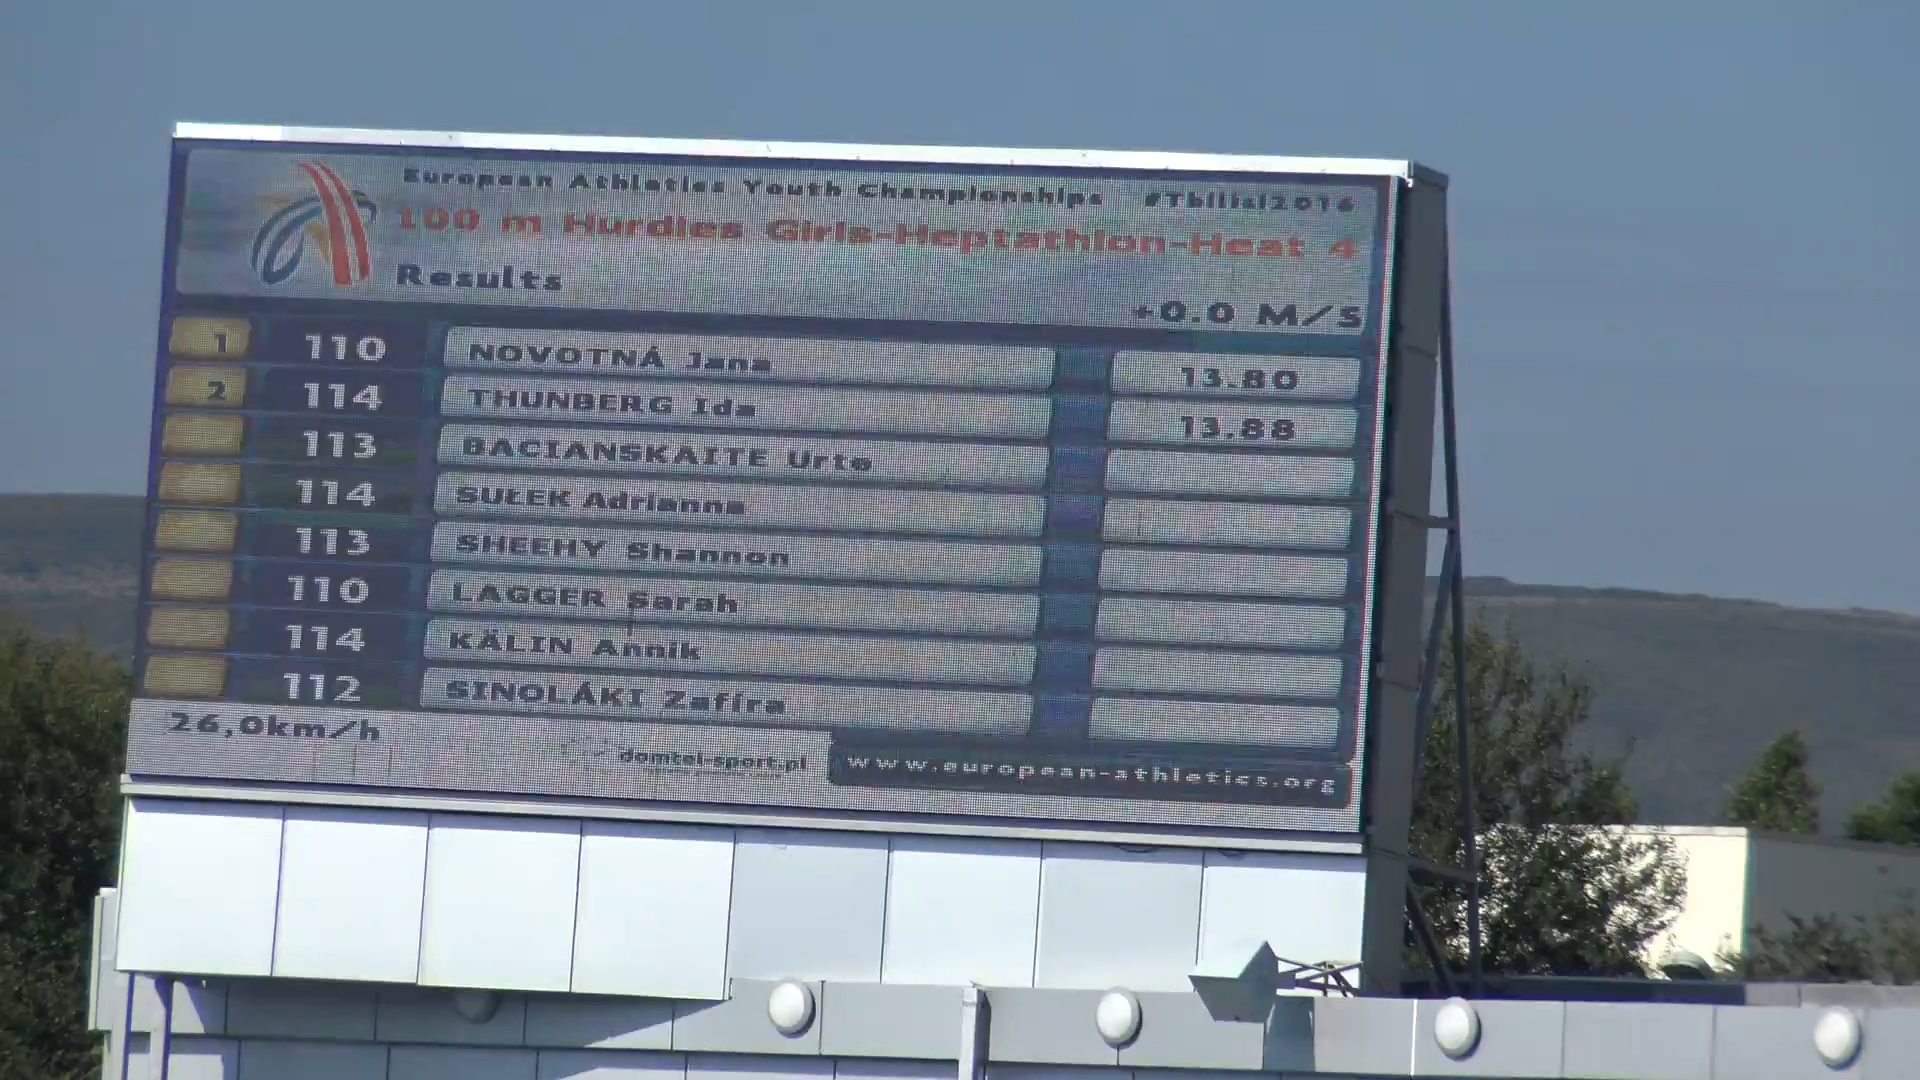 European Athletics Youth Championships #Tbilisi2016
100 m Hurdles Girls-Heptathlon-Heat 4
Results
+0.0 M/S
1 110 NOVOTNÁ Jana 13.80
2 114 THUNBERG Ida 13.88
113 BACIANSKAITE Urte
114 SUŁEK Adrianna
113 SHEEHY Shannon
110 LAGGER Sarah
114 KÄLIN Annik
112 SINOLÁKI Zafíra
26,0km/h
domtel-sport.pl
www.european-athletics.org